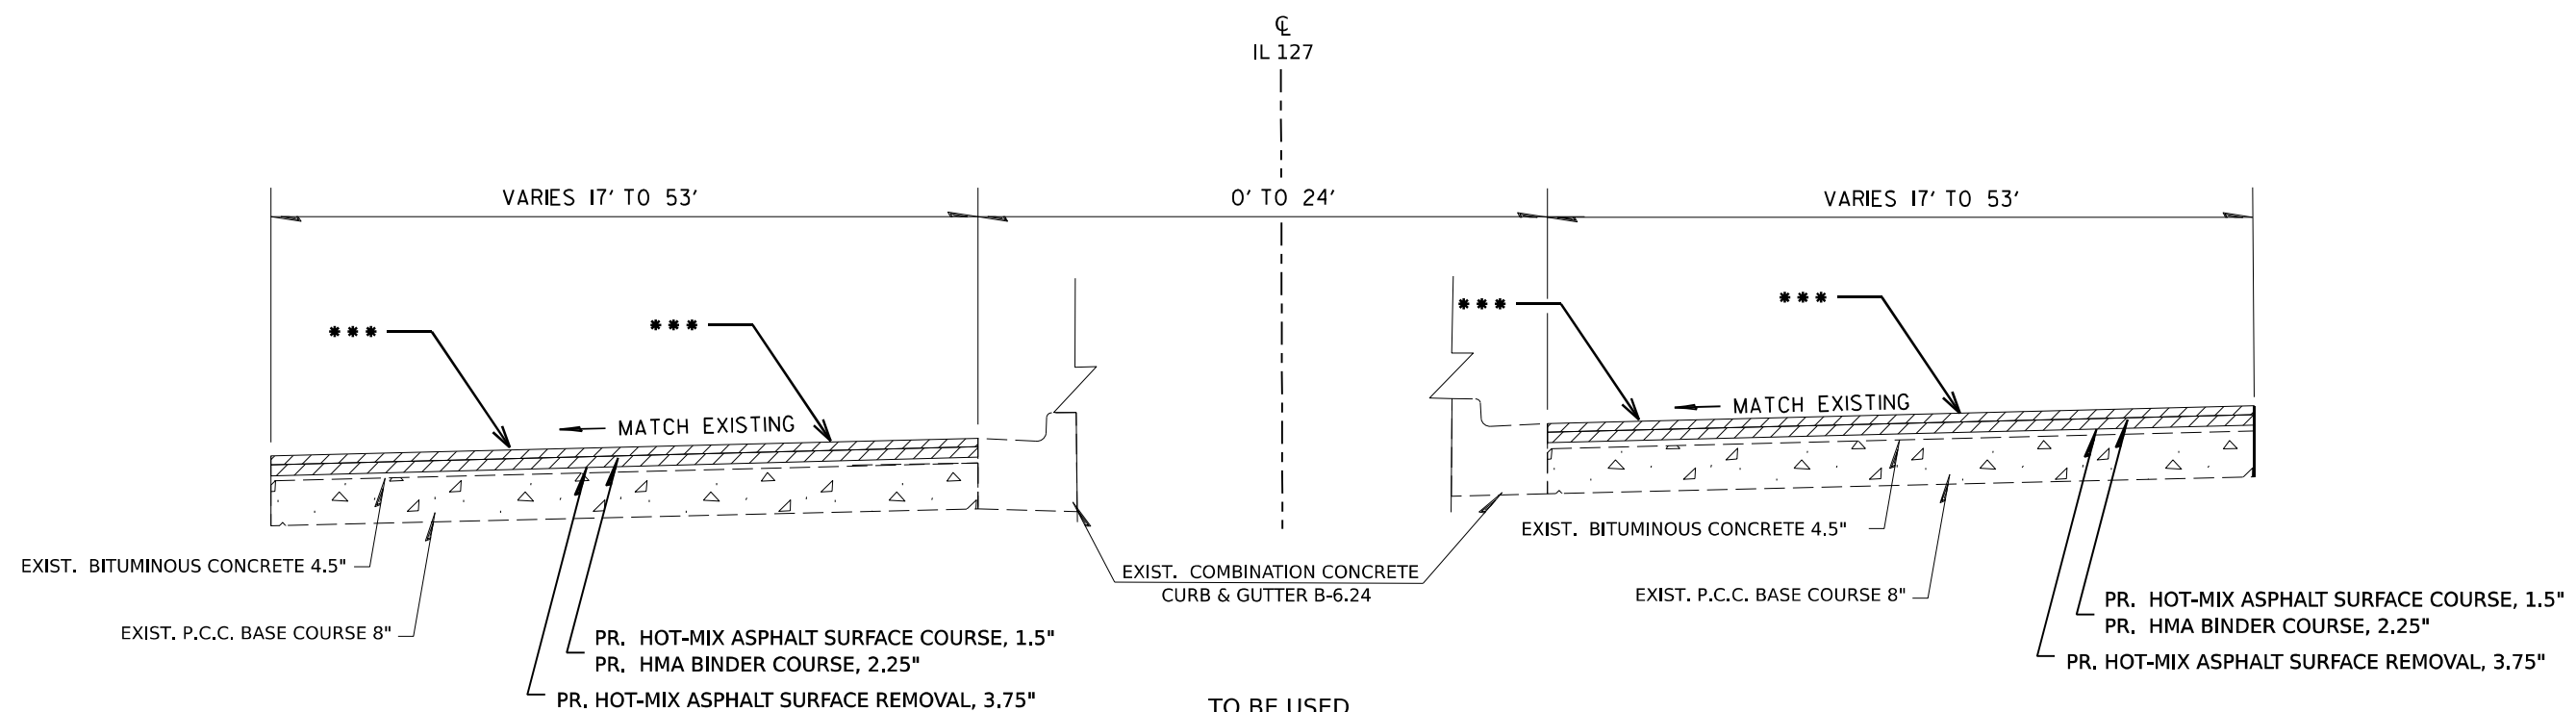 ℄
IL 127
VARIES 17' TO 53'
0' TO 24'
VARIES 17' TO 53'
***
***
***
***
MATCH EXISTING
MATCH EXISTING
EXIST. BITUMINOUS CONCRETE 4.5"
EXIST. P.C.C. BASE COURSE 8"
PR. HOT-MIX ASPHALT SURFACE COURSE, 1.5"
PR. HMA BINDER COURSE, 2.25"
PR. HOT-MIX ASPHALT SURFACE REMOVAL, 3.75"
EXIST. COMBINATION CONCRETE
CURB & GUTTER B-6.24
EXIST. BITUMINOUS CONCRETE 4.5"
EXIST. P.C.C. BASE COURSE 8"
PR. HOT-MIX ASPHALT SURFACE COURSE, 1.5"
PR. HMA BINDER COURSE, 2.25"
PR. HOT-MIX ASPHALT SURFACE REMOVAL, 3.75"
TO BE USED